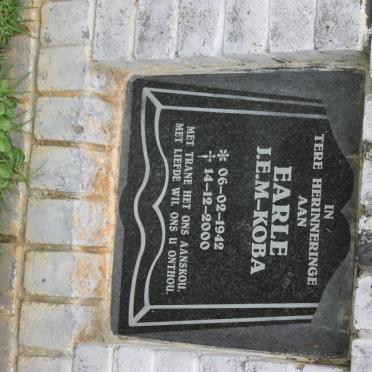 IN
TERE HERINNERINGE
AAN
EARLE
J.E.M-KOBA
✲ 06-02-1942
† 14-12-2000
MET TRANE HET ONS AANSKOU.
MET LIEFDE WIL ONS U ONTHOU.